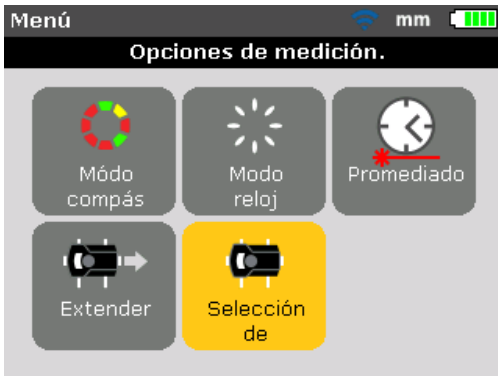 Menú mm
Opciones de medición.
Módo compás
Modo reloj
Promediado
Extender
Selección de